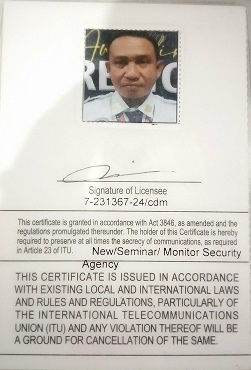 RE
Signature of Licensee
7-231367-24/cdm
This certificate is granted in accordance with Act 3846, as amended and the
regulations promulgated thereunder. The holder of this Certificate is hereby
required to preserve at all times the secrecy of communications, as required
in Article 23 of ITU. New/Seminar/ Monitor Security
Agency
THIS CERTIFICATE IS ISSUED IN ACCORDANCE
WITH EXISTING LOCAL AND INTERNATIONAL LAWS
AND RULES AND REGULATIONS, PARTICULARLY OF
THE INTERNATIONAL TELECOMMUNICATIONS
UNION (ITU) AND ANY VIOLATION THEREOF WILL BE
A GROUND FOR CANCELLATION OF THE SAME.